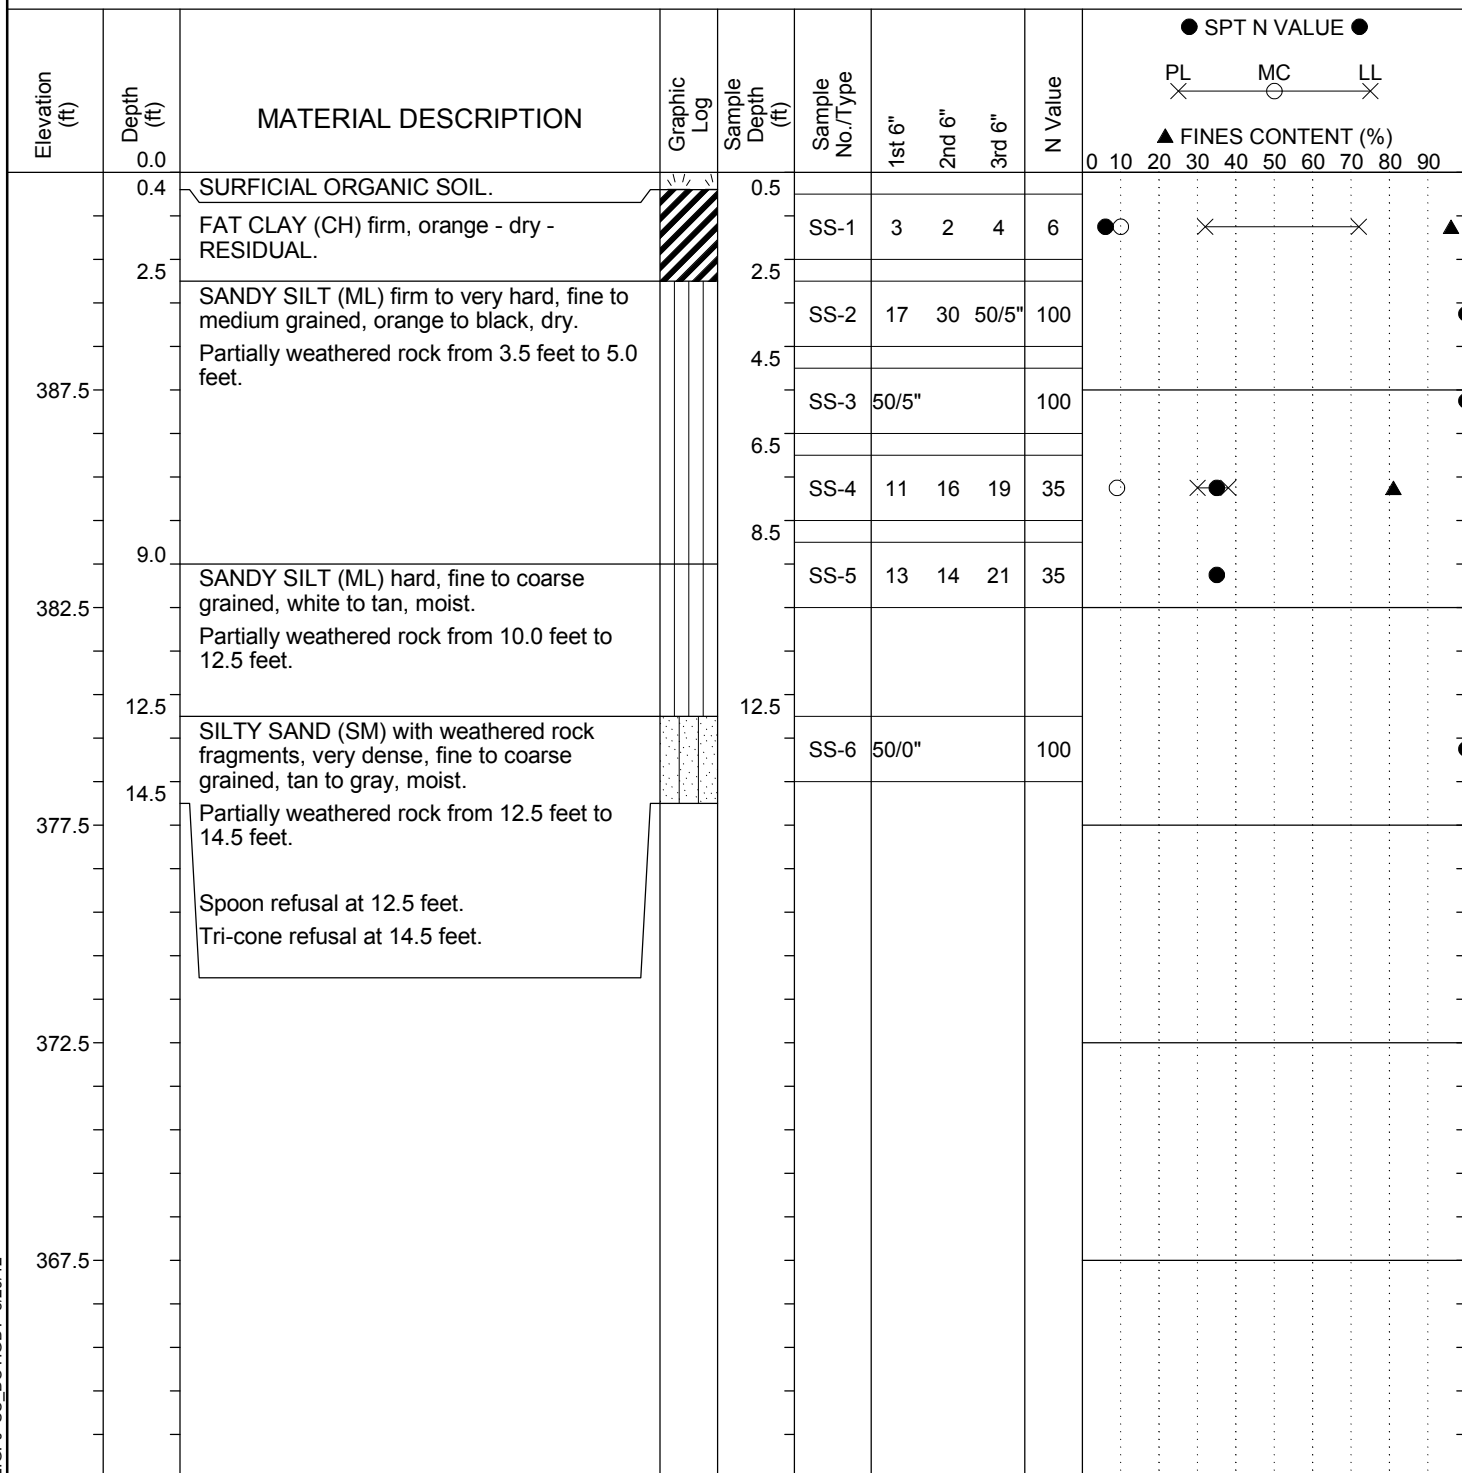 ● SPT N VALUE ●
PL MC LL
▲ FINES CONTENT (%)
0 10 20 30 40 50 60 70 80 90
Elevation
(ft)
Depth
(ft)
0.0
MATERIAL DESCRIPTION
Graphic
Log
Sample
Depth
(ft)
Sample
No./Type
1st 6"
2nd 6"
3rd 6"
N Value
0.4 SURFICIAL ORGANIC SOIL. 0.5
FAT CLAY (CH) firm, orange - dry - SS-1 3 2 4 6
RESIDUAL.
2.5 2.5
SANDY SILT (ML) firm to very hard, fine to
medium grained, orange to black, dry. SS-2 17 30 50/5" 100
Partially weathered rock from 3.5 feet to 5.0 4.5
feet.
387.5 SS-3 50/5" 100
6.5
SS-4 11 16 19 35
8.5
9.0
SANDY SILT (ML) hard, fine to coarse SS-5 13 14 21 35
grained, white to tan, moist.
382.5
Partially weathered rock from 10.0 feet to
12.5 feet.
12.5 12.5
SILTY SAND (SM) with weathered rock
fragments, very dense, fine to coarse SS-6 50/0" 100
grained, tan to gray, moist.
14.5
Partially weathered rock from 12.5 feet to
377.5
14.5 feet.
Spoon refusal at 12.5 feet.
Tri-cone refusal at 14.5 feet.
372.5
367.5